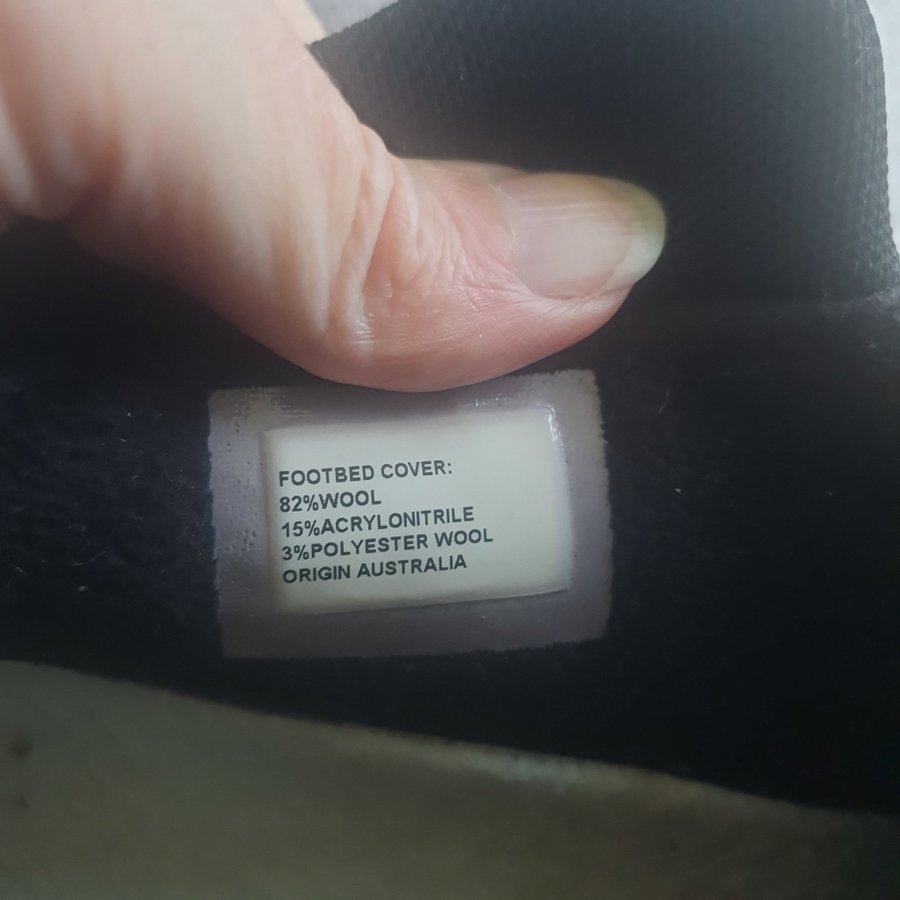 FOOTBED COVER:
82%WOOL
15%ACRYLONITRILE
3%POLYESTER WOOL
ORIGIN AUSTRALIA